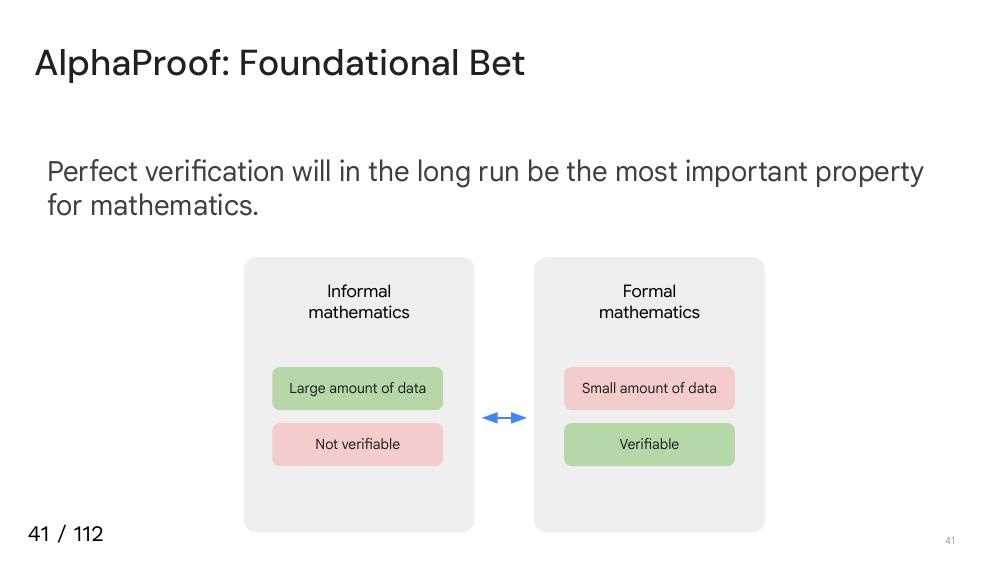 AlphaProof: Foundational Bet
Perfect verification will in the long run be the most important property
for mathematics.
Informal
mathematics
Large amount of data
Not verifiable
Formal
mathematics
Small amount of data
Verifiable
41 / 112
41